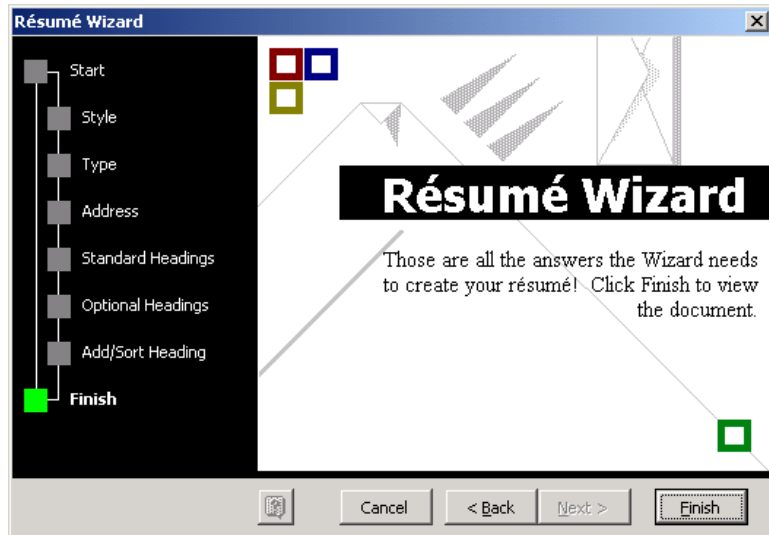 Résumé Wizard
Start
Style
Type
Address
Standard Headings
Optional Headings
Add/Sort Heading
Finish
Résumé Wizard
Those are all the answers the Wizard needs
to create your résumé!  Click Finish to view
the document.
Cancel
< Back
Next >
Finish